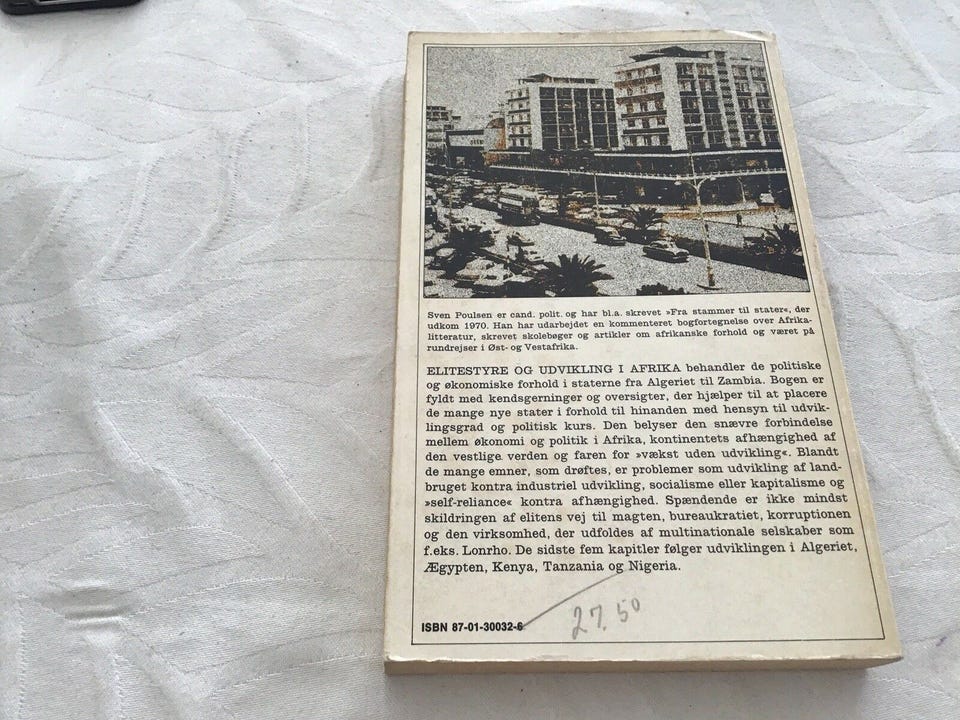 Sven Poulsen er cand. polit. og har bl.a. skrevet »Fra stammer til stater«, der
udkom 1970. Han har udarbejdet en kommenteret bogfortegnelse over Afrika-
litteratur, skrevet skolebøger og artikler om afrikanske forhold og været på
rundrejser i Øst- og Vestafrika.
ELITESTYRE OG UDVIKLING I AFRIKA behandler de politiske
og økonomiske forhold i staterne fra Algeriet til Zambia. Bogen er
fyldt med kendsgerninger og oversigter, der hjælper til at placere
de mange nye stater i forhold til hinanden med hensyn til udvik-
lingsgrad og politisk kurs. Den belyser den snævre forbindelse
mellem økonomi og politik i Afrika, kontinentets afhængighed af
den vestlige verden og faren for »vækst uden udvikling«. Blandt
de mange emner, som drøftes, er problemer som udvikling af land-
bruget kontra industriel udvikling, socialisme eller kapitalisme og
»self-reliance« kontra afhængighed. Spændende er ikke mindst
skildringen af elitens vej til magten, bureaukratiet, korruptionen
og den virksomhed, der udfoldes af multinationale selskaber som
f.eks. Lonrho. De sidste fem kapitler følger udviklingen i Algeriet,
Ægypten, Kenya, Tanzania og Nigeria.
ISBN 87-01-30032-6
27.50